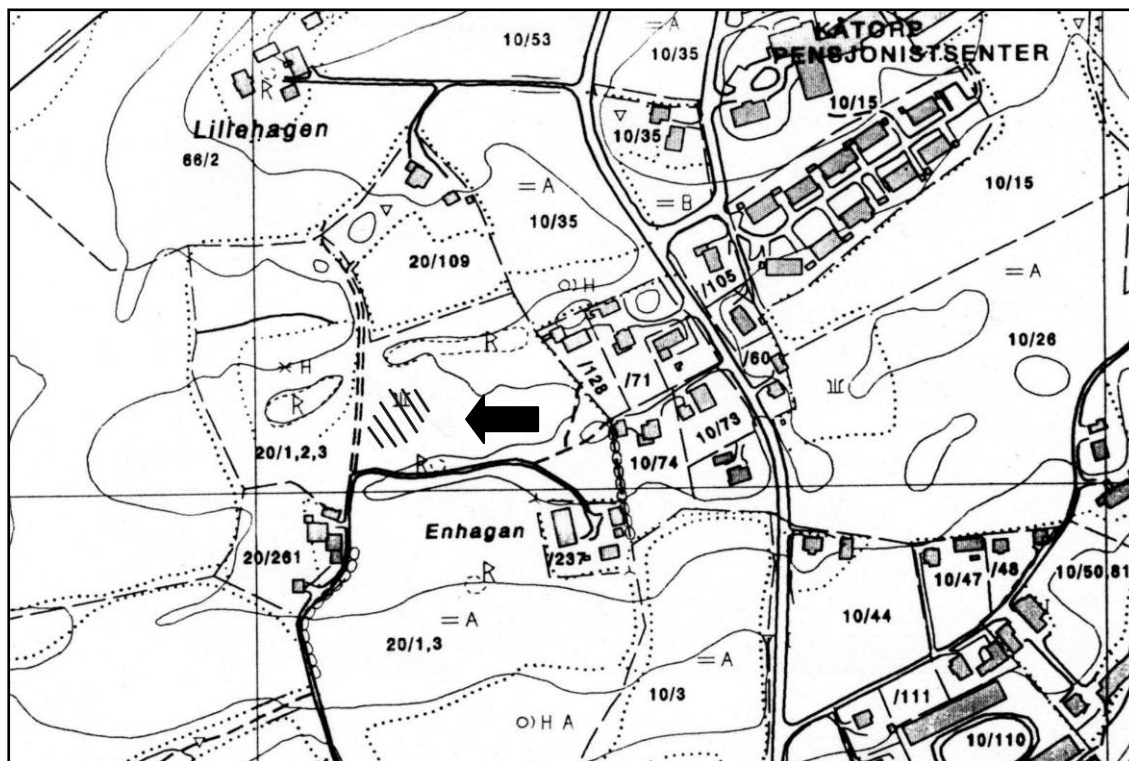 10/53
A
10/35
KÅTORP
PENSJONISTSENTER
R
10/35
10/15
Lillehagen
66/2
A
10/35
B
10/15
20/109
/105
A
H
R
10/26
H
/128
/71
/60
R
10/73
20/1,2,3
R
10/74
Enhagan
20/261
/237
R
10/47
/48
10/50,81
A
10/44
20/1,3
A
10/3
/111
H A
10/110